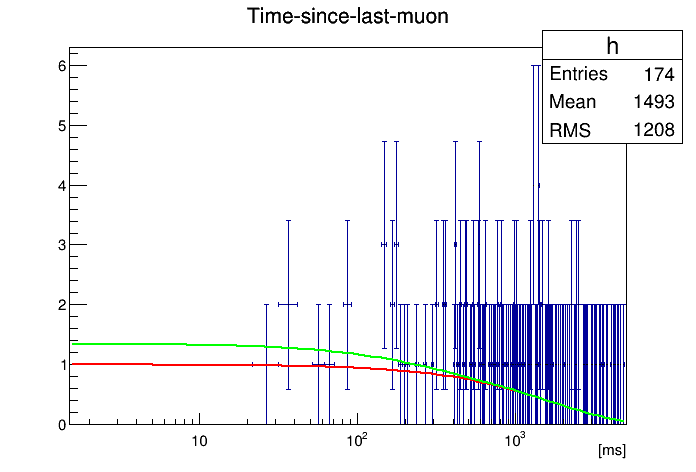 Time-since-last-muon
h
Entries 174
Mean 1493
RMS 1208
6
5
4
3
2
1
0
10
10²
10³
[ms]